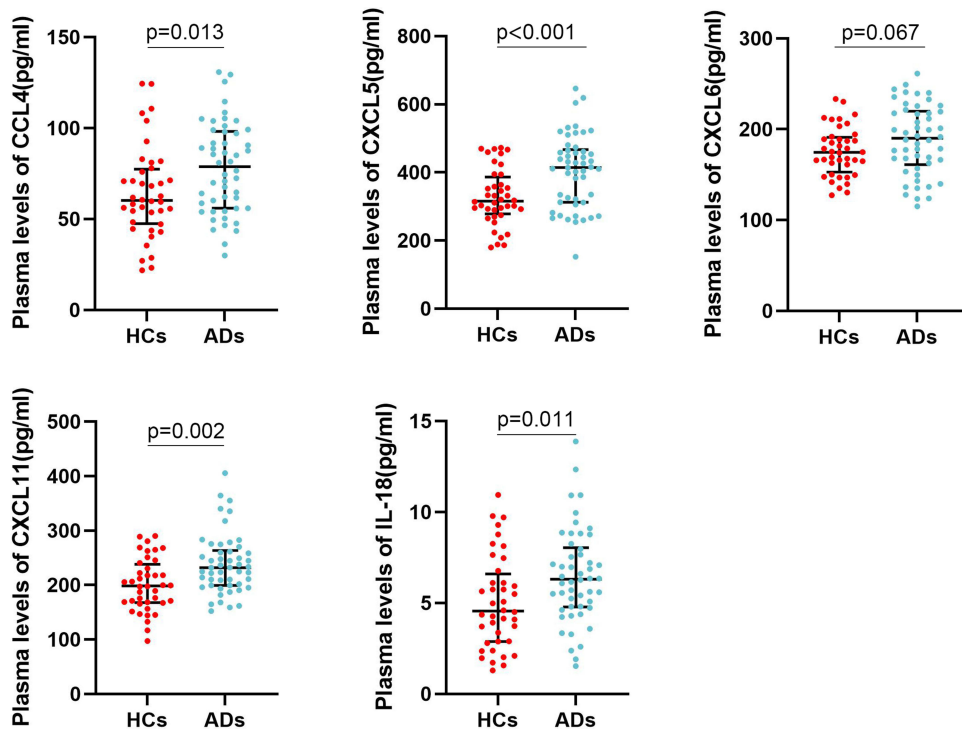 Plasma levels of CCL4(pg/ml)
150
100
50
0
p=0.013
HCs
ADs
Plasma levels of CXCL5(pg/ml)
800
600
400
200
0
p<0.001
HCs
ADs
Plasma levels of CXCL6(pg/ml)
300
200
100
0
p=0.067
HCs
ADs
Plasma levels of CXCL11(pg/ml)
500
400
300
200
100
0
p=0.002
HCs
ADs
Plasma levels of IL-18(pg/ml)
15
10
5
0
p=0.011
HCs
ADs